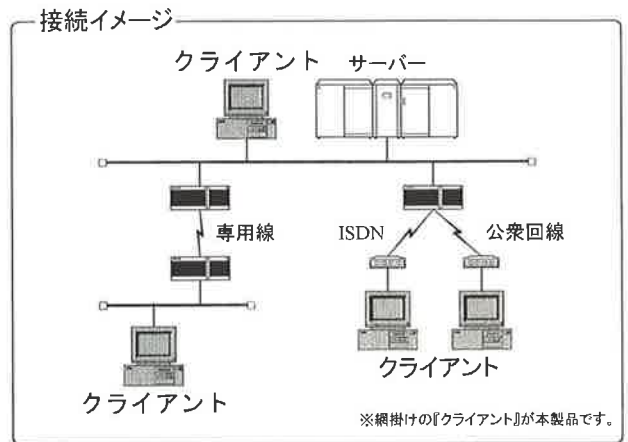 接続イメージ
クライアント
サーバー
専用線
ISDN
公衆回線
クライアント
クライアント
※網掛けの『クライアント』が本製品です。